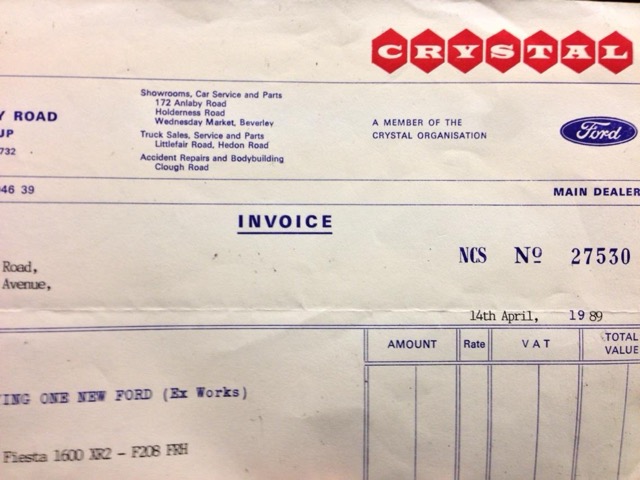 CRYSTAL
Showrooms, Car Service and Parts
172 Anlaby Road
Holderness Road
Wednesday Market, Beverley
Truck Sales, Service and Parts
Littlefair Road, Hedon Road
Accident Repairs and Bodybuilding
Clough Road
Y ROAD
UP
732
A MEMBER OF THE
CRYSTAL ORGANISATION
Ford
46 39
MAIN DEALER
INVOICE
NCS Nº 27530
Road,
Avenue,
14th April, 19 89
AMOUNT Rate VAT TOTAL VALUE
ING ONE NEW FORD (Ex Works)
Fiesta 1600 XR2 - F208 FRH